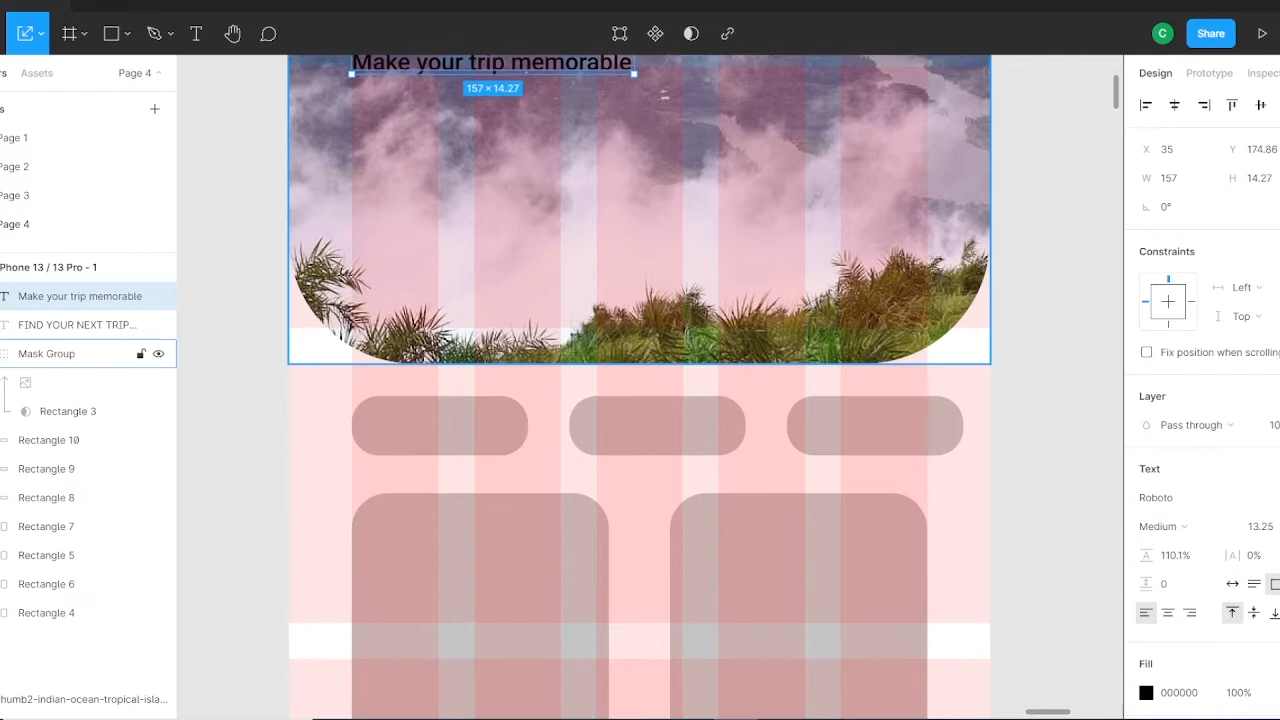 C
Share
rs
Assets
Page 4
Design
Prototype
Inspect
s
Page 1
Page 2
Page 3
Page 4
Phone 13 / 13 Pro - 1
Make your trip memorable
FIND YOUR NEXT TRIP...
Mask Group
Rectangle 3
Rectangle 10
Rectangle 9
Rectangle 8
Rectangle 7
Rectangle 5
Rectangle 6
Rectangle 4
humb2-indian-ocean-tropical-isla...
Make your trip memorable
157 × 14.27
X 35 Y 174.86
W 157 H 14.27
0°
Constraints
Left
Top
Fix position when scrolling
Layer
Pass through 10
Text
Roboto
Medium 13.25
110.1% |A| 0%
0
Fill
000000 100%